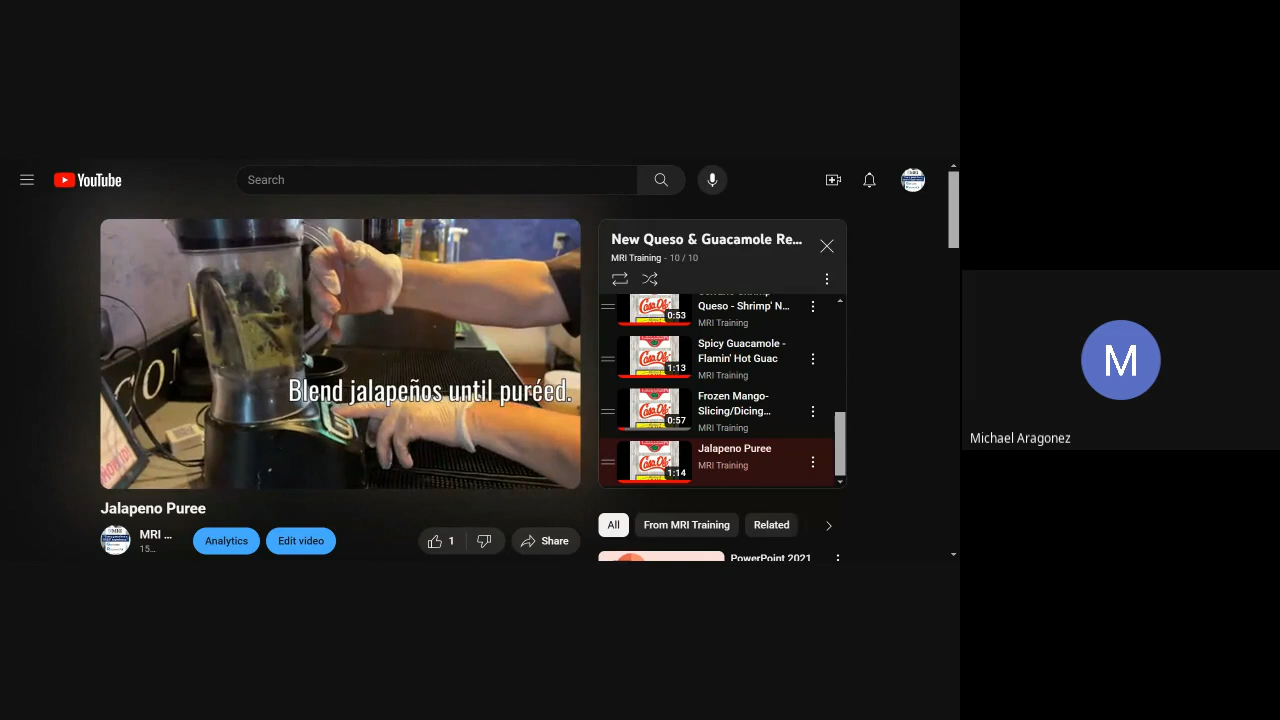 YouTube
Search
Blend jalapeños until puréed.
Jalapeno Puree
MRI ...
15...
Analytics
Edit video
1
Share
New Queso & Guacamole Re...
MRI Training - 10 / 10
Queso - Shrimp' N...
MRI Training
0:53
Spicy Guacamole -
Flamin' Hot Guac
MRI Training
1:13
Frozen Mango-
Slicing/Dicing...
MRI Training
0:57
Jalapeno Puree
MRI Training
1:14
All
From MRI Training
Related
PowerPoint 2021
M
Michael Aragonez